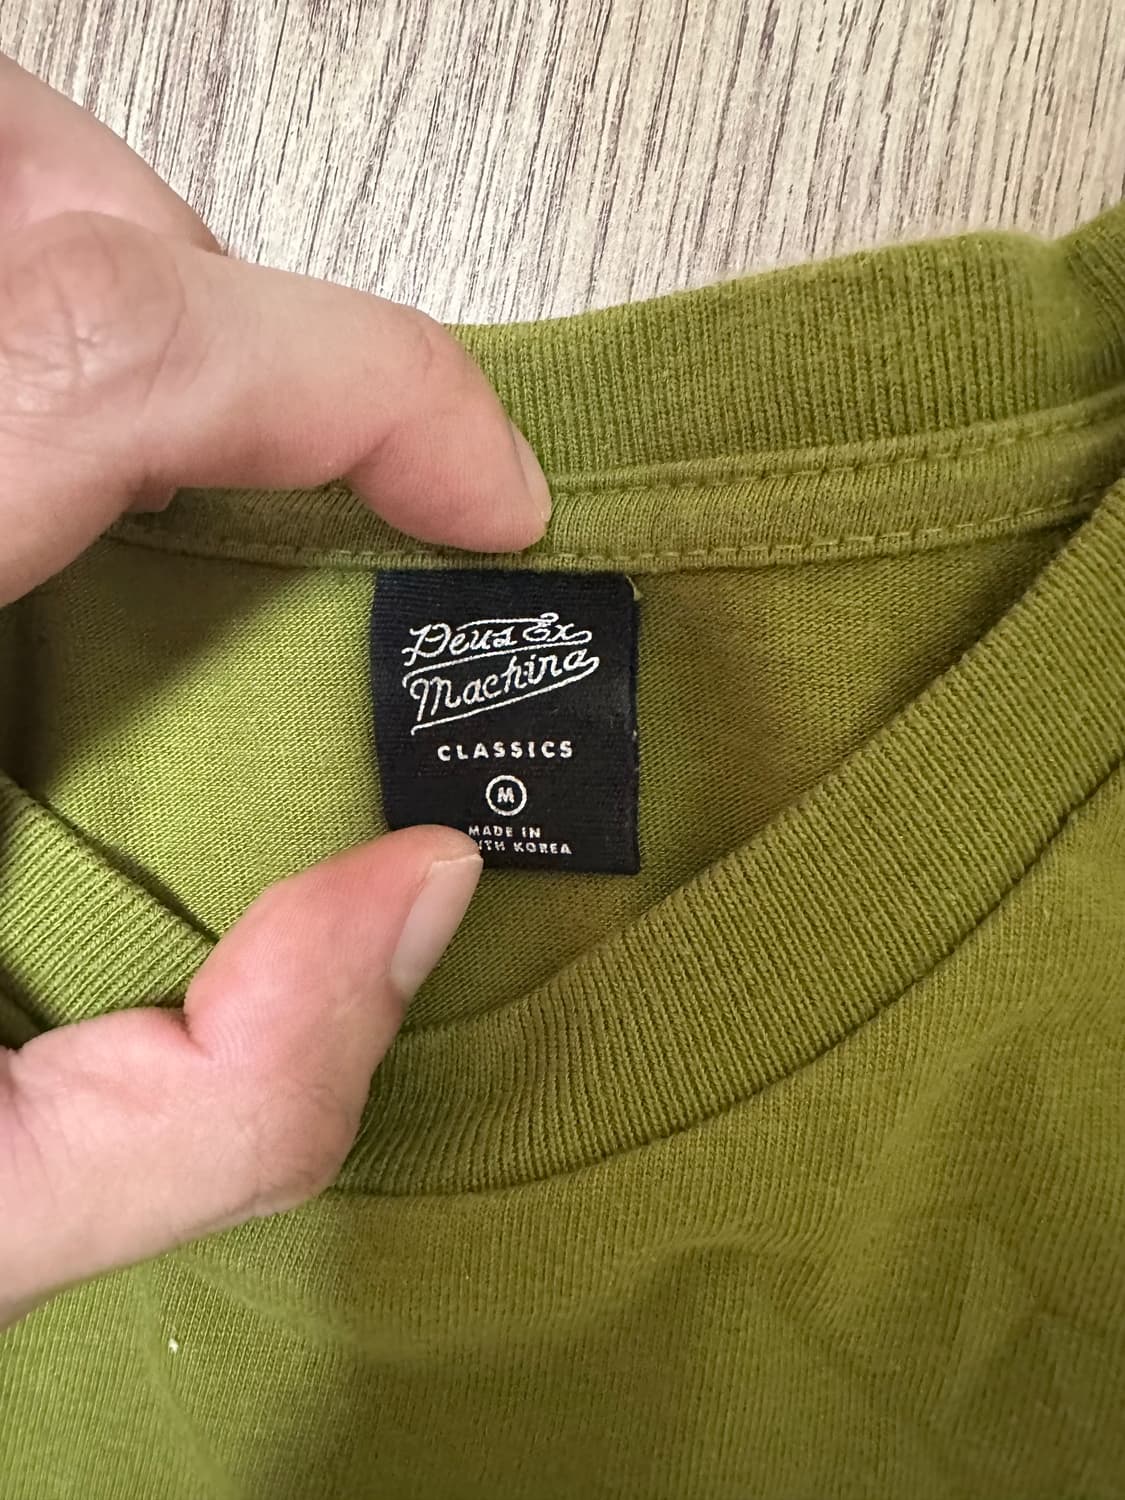 Deus Ex
Machina
CLASSICS
M
MADE IN
KOREA